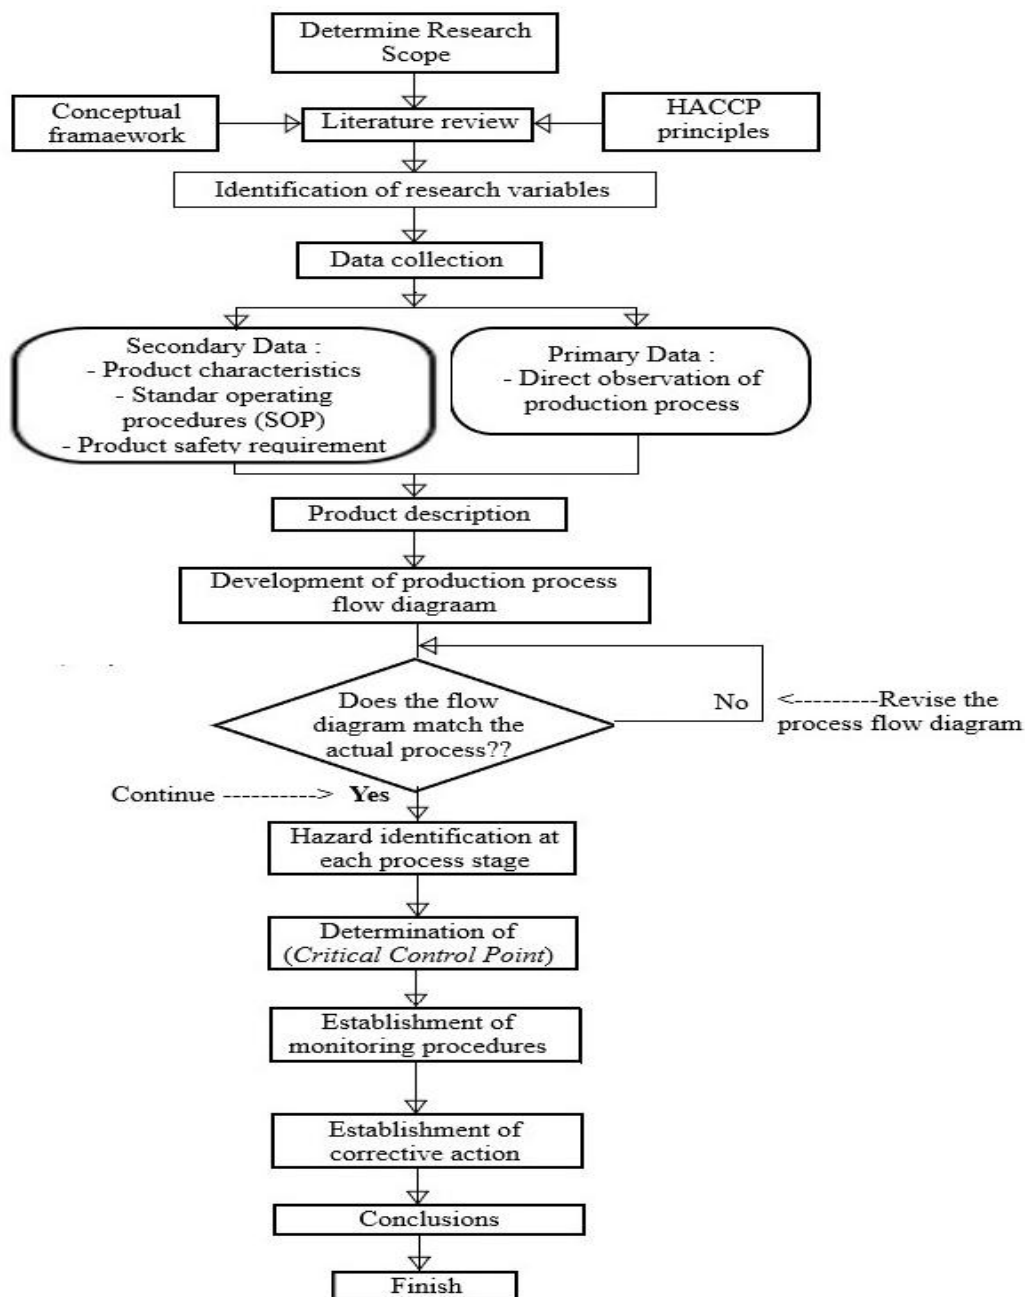 Determine Research
Scope
Conceptual
framaework
Literature review
HACCP
principles
Identification of research variables
Data collection
Secondary Data :
- Product characteristics
- Standar operating
procedures (SOP)
- Product safety requirement
Primary Data :
- Direct observation of
production process
Product description
Development of production process
flow diagraam
Does the flow
diagram match the
actual process??
No
<---------Revise the
process flow diagram
Continue ----------> Yes
Hazard identification at
each process stage
Determination of
(Critical Control Point)
Establishment of
monitoring procedures
Establishment of
corrective action
Conclusions
Finish